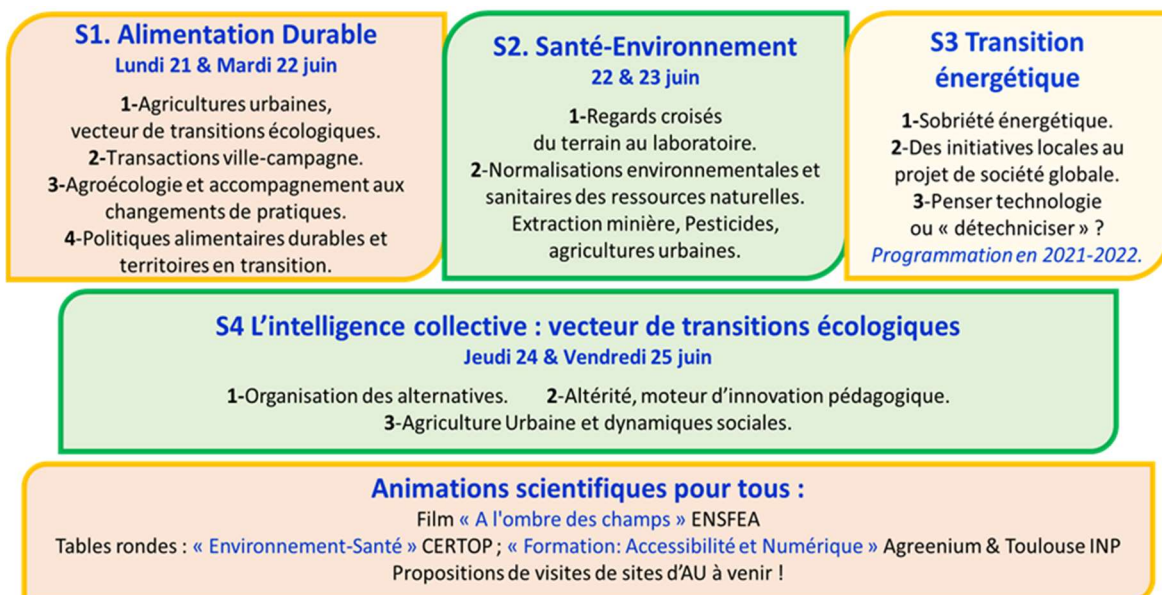 S1. Alimentation Durable
Lundi 21 & Mardi 22 juin
1-Agricultures urbaines,
vecteur de transitions écologiques.
2-Transactions ville-campagne.
3-Agroécologie et accompagnement aux
changements de pratiques.
4-Politiques alimentaires durables et
territoires en transition.
S2. Santé-Environnement
22 & 23 juin
1-Regards croisés
du terrain au laboratoire.
2-Normalisations environnementales et
sanitaires des ressources naturelles.
Extraction minière, Pesticides,
agricultures urbaines.
S3 Transition
énergétique
1-Sobriété énergétique.
2-Des initiatives locales au
projet de société globale.
3-Penser technologie
ou « détechniciser » ?
Programmation en 2021-2022.
S4 L'intelligence collective : vecteur de transitions écologiques
Jeudi 24 & Vendredi 25 juin
1-Organisation des alternatives. 2-Altérité, moteur d'innovation pédagogique.
3-Agriculture Urbaine et dynamiques sociales.
Animations scientifiques pour tous :
Film « A l'ombre des champs » ENSFEA
Tables rondes : « Environnement-Santé » CERTOP ; « Formation: Accessibilité et Numérique » Agreenium & Toulouse INP
Propositions de visites de sites d'AU à venir !